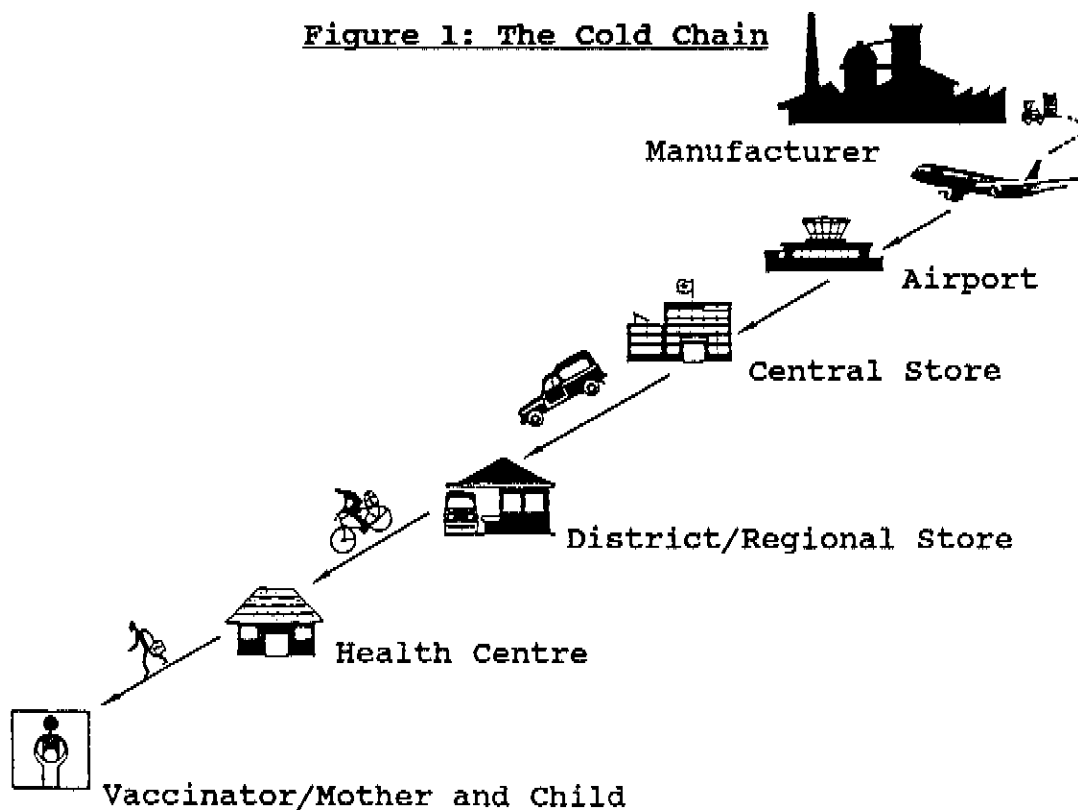 Figure 1: The Cold Chain
Manufacturer
Airport
Central Store
District/Regional Store
Health Centre
Vaccinator/Mother and Child